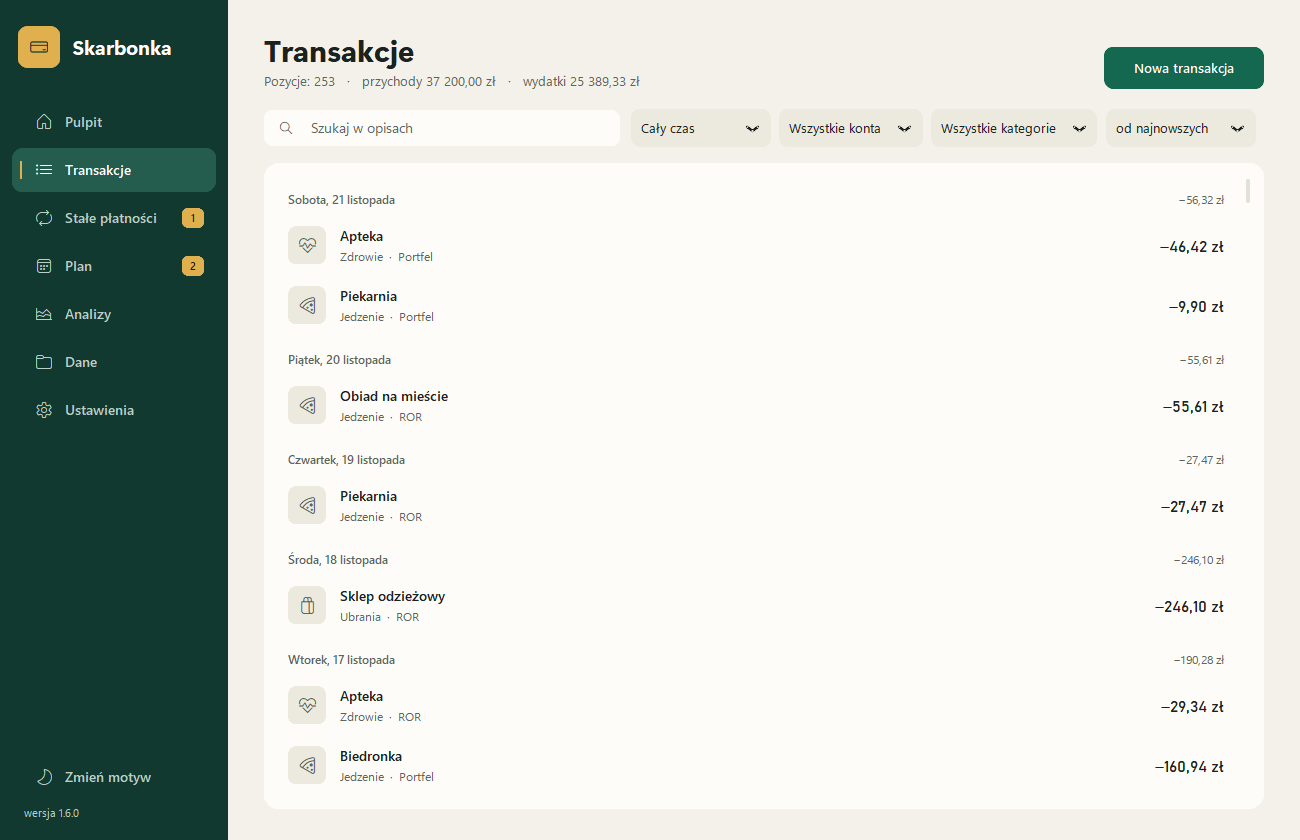 Skarbonka
Pulpit
Transakcje
Stałe płatności 1
Plan 2
Analizy
Dane
Ustawienia
Zmień motyw
wersja 1.6.0
Transakcje
Pozycje: 253 · przychody 37 200,00 zł · wydatki 25 389,33 zł
Nowa transakcja
Szukaj w opisach
Cały czas
Wszystkie konta
Wszystkie kategorie
od najnowszych
Sobota, 21 listopada −56,32 zł
Apteka
Zdrowie · Portfel
−46,42 zł
Piekarnia
Jedzenie · Portfel
−9,90 zł
Piątek, 20 listopada −55,61 zł
Obiad na mieście
Jedzenie · ROR
−55,61 zł
Czwartek, 19 listopada −27,47 zł
Piekarnia
Jedzenie · ROR
−27,47 zł
Środa, 18 listopada −246,10 zł
Sklep odzieżowy
Ubrania · ROR
−246,10 zł
Wtorek, 17 listopada −190,28 zł
Apteka
Zdrowie · ROR
−29,34 zł
Biedronka
Jedzenie · Portfel
−160,94 zł